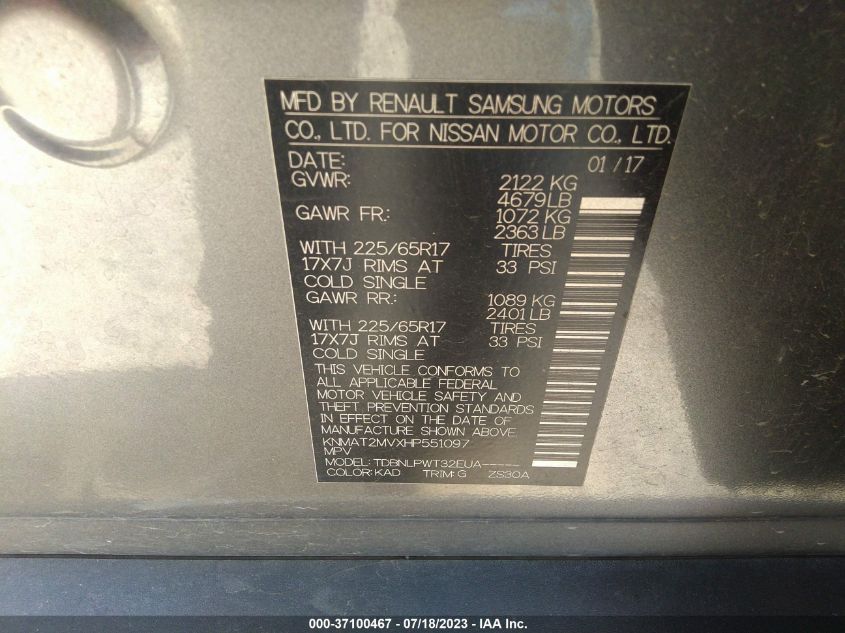 MFD BY RENAULT SAMSUNG MOTORS
CO., LTD. FOR NISSAN MOTOR CO., LTD.
DATE: 01 / 17
GVWR: 2122 KG
4679 LB
GAWR FR.: 1072 KG
2363 LB
WITH 225/65R17 TIRES
17X7J RIMS AT 33 PSI
COLD SINGLE
GAWR RR.: 1089 KG
2401 LB
WITH 225/65R17 TIRES
17X7J RIMS AT 33 PSI
COLD SINGLE
THIS VEHICLE CONFORMS TO
ALL APPLICABLE FEDERAL
MOTOR VEHICLE SAFETY AND
THEFT PREVENTION STANDARDS
IN EFFECT ON THE DATE OF
MANUFACTURE SHOWN ABOVE.
KNMAT2MVXHP551097
MPV
MODEL: TDBNLPWT32EUA-----
COLOR: KAD TRIM: G ZS30A
000-37100467 - 07/18/2023 - IAA Inc.